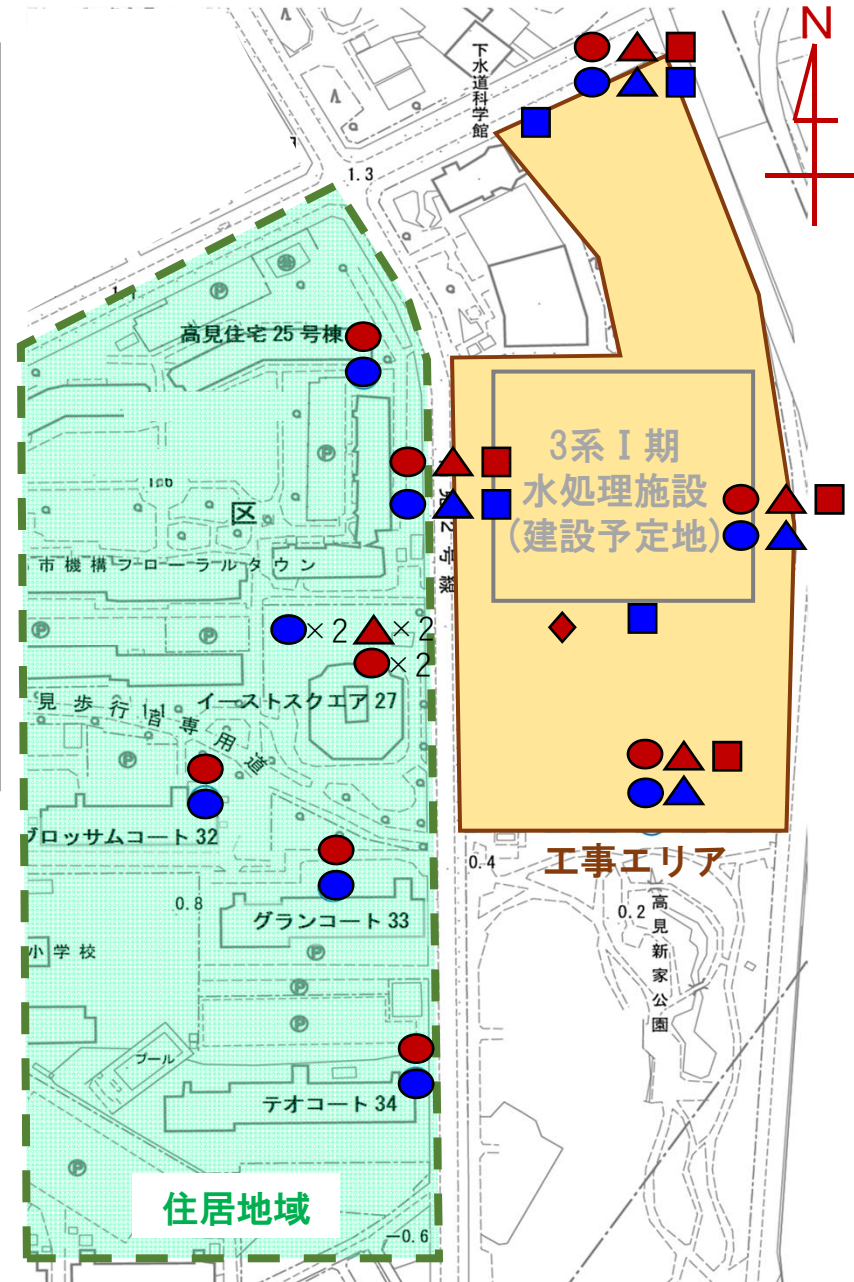 N
下水道科学館
1.3
高見住宅25号棟
3系Ⅰ期
水処理施設
(建設予定地)
区
市機構フローラルタウン
2号線
×2
×2
×2
イーストスクエア27
見歩行者専用道
1.1
ブロッサムコート32
0.4
工事エリア
0.8
0.2
高見新家公園
グランコート33
小学校
プール
テオコート34
住居地域
-0.6